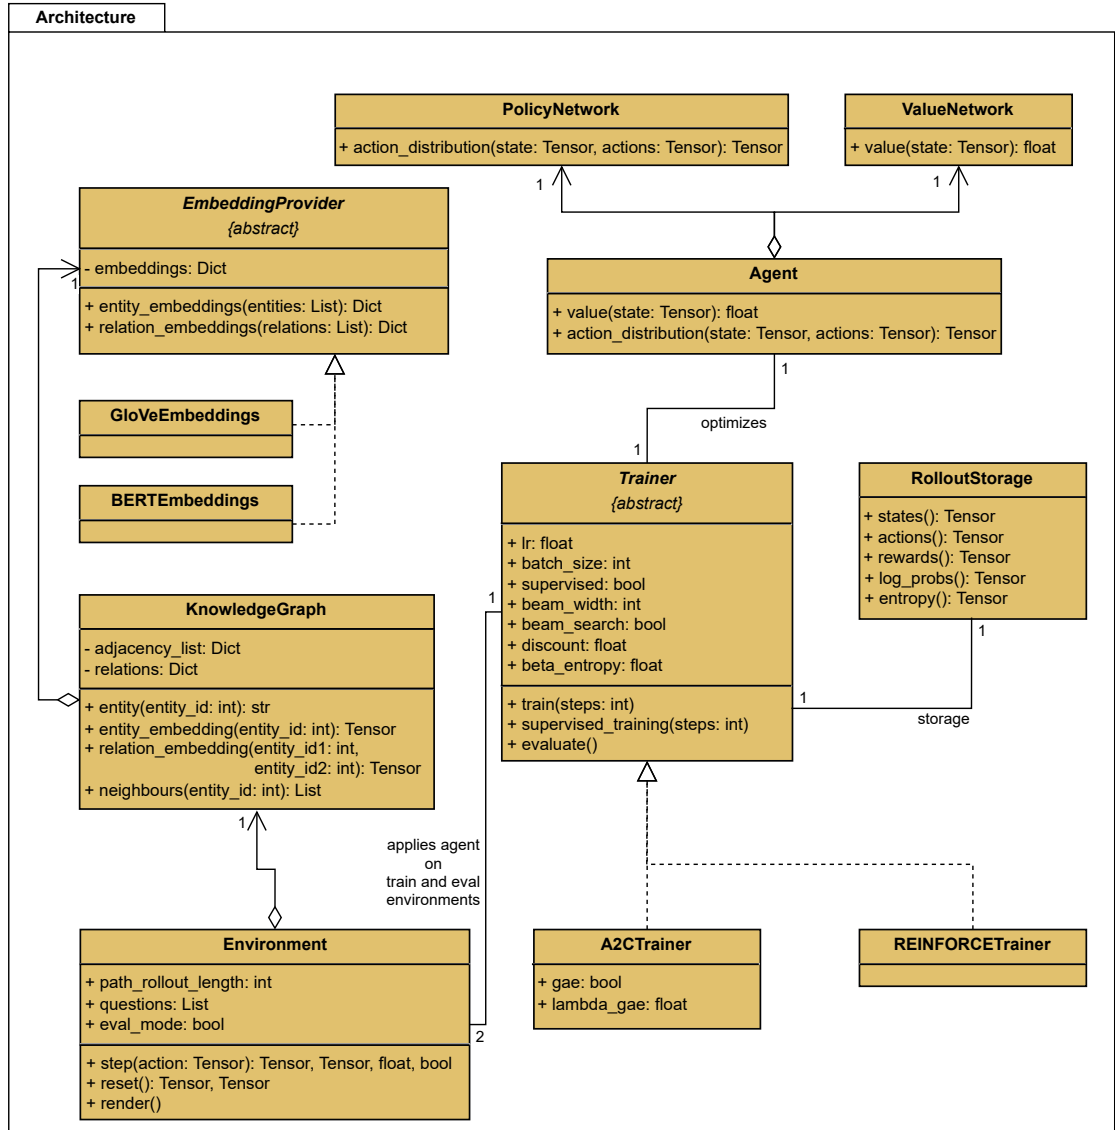 Architecture
PolicyNetwork
+ action_distribution(state: Tensor, actions: Tensor): Tensor
ValueNetwork
+ value(state: Tensor): float
1
1
EmbeddingProvider
{abstract}
- embeddings: Dict
+ entity_embeddings(entities: List): Dict
+ relation_embeddings(relations: List): Dict
1
Agent
+ value(state: Tensor): float
+ action_distribution(state: Tensor, actions: Tensor): Tensor
1
optimizes
1
GloVeEmbeddings
BERTEmbeddings
Trainer
{abstract}
+ lr: float
+ batch_size: int
+ supervised: bool
+ beam_width: int
+ beam_search: bool
+ discount: float
+ beta_entropy: float
+ train(steps: int)
+ supervised_training(steps: int)
+ evaluate()
RolloutStorage
+ states(): Tensor
+ actions(): Tensor
+ rewards(): Tensor
+ log_probs(): Tensor
+ entropy(): Tensor
1
1
storage
1
KnowledgeGraph
- adjacency_list: Dict
- relations: Dict
+ entity(entity_id: int): str
+ entity_embedding(entity_id: int): Tensor
+ relation_embedding(entity_id1: int,
entity_id2: int): Tensor
+ neighbours(entity_id: int): List
1
applies agent
on
train and eval
environments
2
Environment
+ path_rollout_length: int
+ questions: List
+ eval_mode: bool
+ step(action: Tensor): Tensor, Tensor, float, bool
+ reset(): Tensor, Tensor
+ render()
A2CTrainer
+ gae: bool
+ lambda_gae: float
REINFORCETrainer